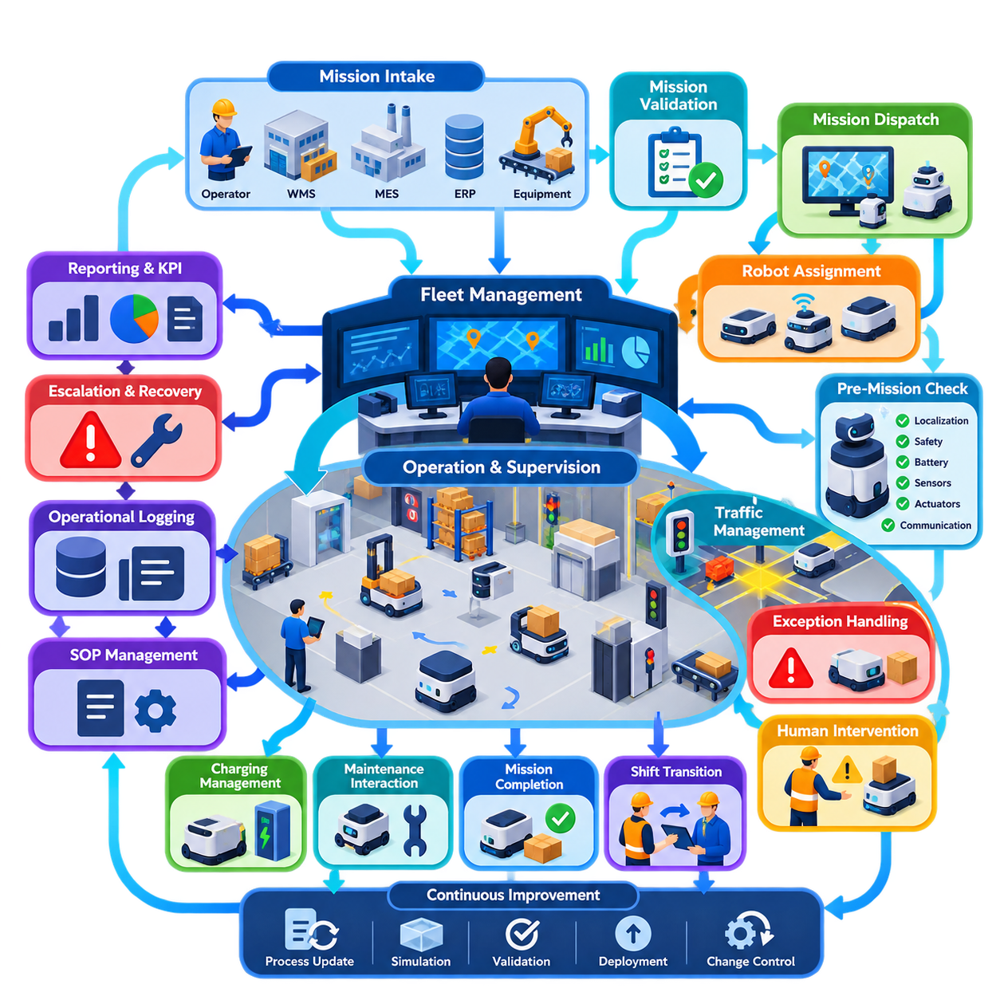 Mission Intake
Operator
WMS
MES
ERP
Equipment
Mission
Validation
Mission Dispatch
Reporting & KPI
Fleet Management
Robot Assignment
Escalation & Recovery
Pre-Mission Check
Localization
Safety
Battery
Sensors
Actuators
Communication
Operation & Supervision
Operational Logging
Traffic
Management
Exception Handling
SOP Management
Human Intervention
Charging
Management
Maintenance
Interaction
Mission
Completion
Shift Transition
Continuous Improvement
Process Update
Simulation
Validation
Deployment
Change Control